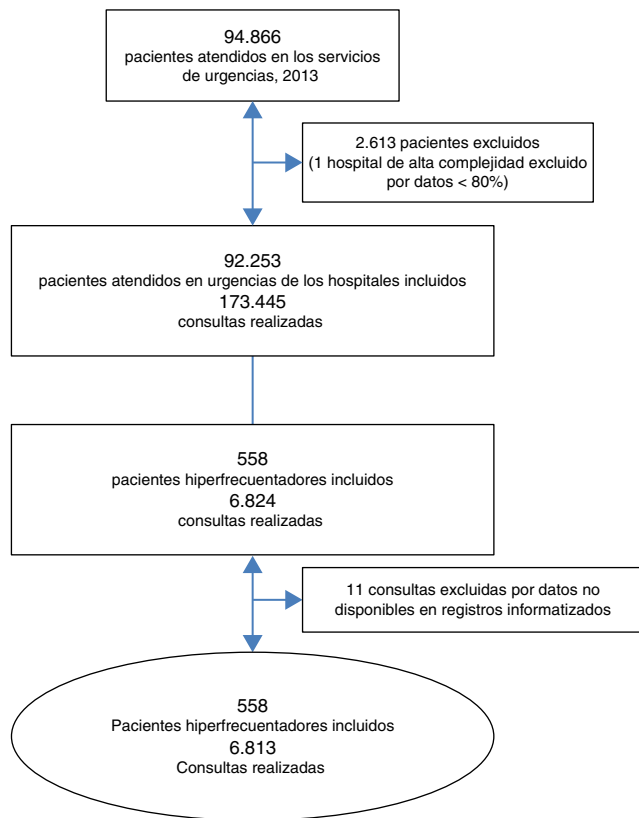 94.866
pacientes atendidos en los servicios
de urgencias, 2013
2.613 pacientes excluidos
(1 hospital de alta complejidad excluido
por datos < 80%)
92.253
pacientes atendidos en urgencias de los hospitales incluidos
173.445
consultas realizadas
558
pacientes hiperfrecuentadores incluidos
6.824
consultas realizadas
11 consultas excluidas por datos no
disponibles en registros informatizados
558
Pacientes hiperfrecuentadores incluidos
6.813
Consultas realizadas